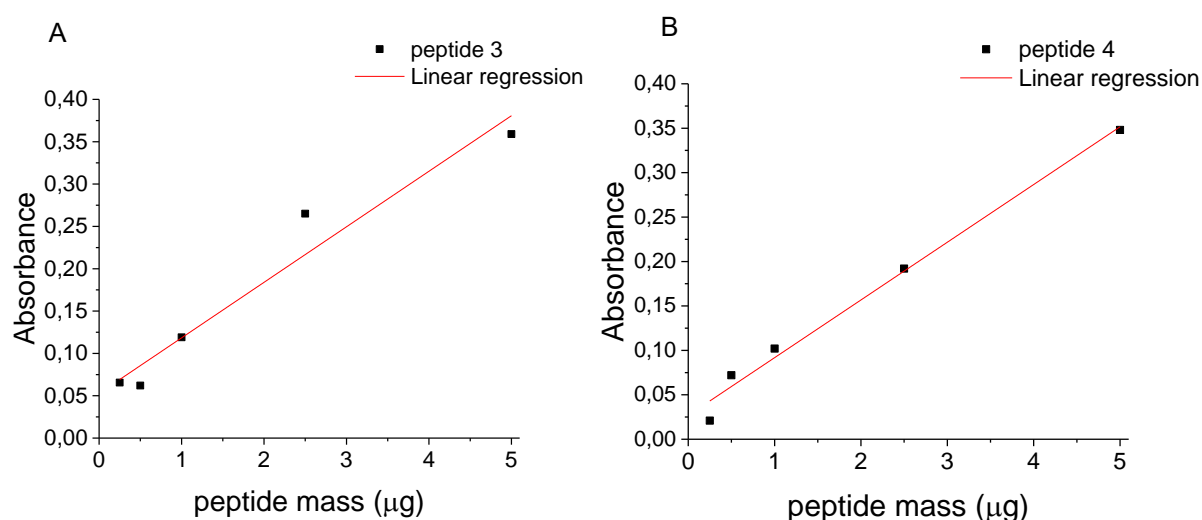 A
peptide 3
Linear regression
0,40
0,35
0,30
0,25
0,20
0,15
0,10
0,05
0,00
Absorbance
0 1 2 3 4 5
peptide mass (μg)
B
peptide 4
Linear regression
0,40
0,35
0,30
0,25
0,20
0,15
0,10
0,05
0,00
Absorbance
0 1 2 3 4 5
peptide mass (μg)